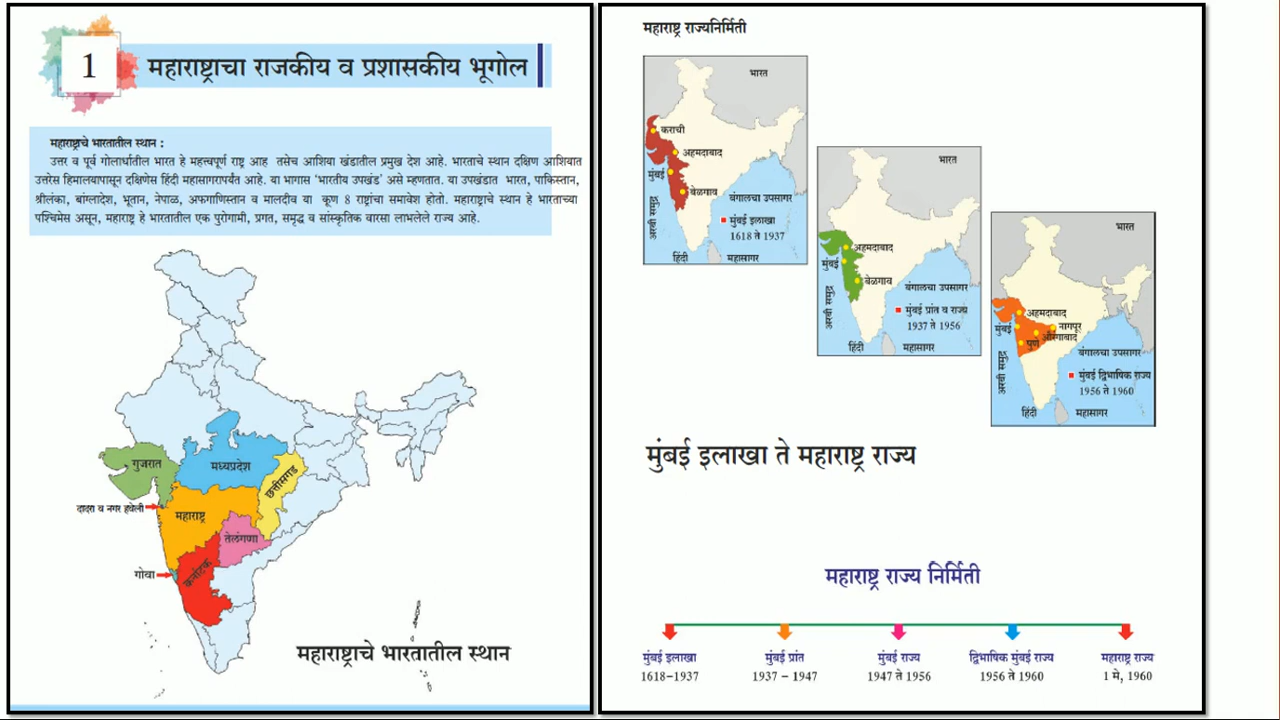 1
महाराष्ट्राचा राजकीय व प्रशासकीय भूगोल
महाराष्ट्राचे भारतातील स्थान :
उत्तर व पूर्व गोलार्धातील भारत हे महत्त्वपूर्ण राष्ट्र आह तसेच आशिया खंडातील प्रमुख देश आहे. भारताचे स्थान दक्षिण आशियात
उत्तरेस हिमालयापासून दक्षिणेस हिंदी महासागरापर्यंत आहे. या भागास ‘भारतीय उपखंड’ असे म्हणतात. या उपखंडात भारत, पाकिस्तान,
श्रीलंका, बांग्लादेश, भूतान, नेपाळ, अफगाणिस्तान व मालदीव या कूण 8 राष्ट्रांचा समावेश होतो. महाराष्ट्राचे स्थान हे भारताच्या
पश्चिमेस असून, महाराष्ट्र हे भारतातील एक पुरोगामी, प्रगत, समृद्ध व सांस्कृतिक वारसा लाभलेले राज्य आहे.
गुजरात
मध्यप्रदेश
छत्तीसगड
दादरा व नगर हवेली
महाराष्ट्र
तेलंगणा
कर्नाटक
गोवा
महाराष्ट्राचे भारतातील स्थान
महाराष्ट्र राज्यनिर्मिती
भारत
कराची
अहमदाबाद
मुंबई
बेळगाव
अरबी समुद्र
बंगालचा उपसागर
मुंबई इलाखा
1618 ते 1937
हिंदी महासागर
भारत
अहमदाबाद
मुंबई
बेळगाव
अरबी समुद्र
बंगालचा उपसागर
मुंबई प्रांत व राज्य
1937 ते 1956
हिंदी महासागर
भारत
अहमदाबाद
मुंबई
नागपूर
औरंगाबाद
पुणे
अरबी समुद्र
बंगालचा उपसागर
मुंबई द्विभाषिक राज्य
1956 ते 1960
हिंदी महासागर
मुंबई इलाखा ते महाराष्ट्र राज्य
महाराष्ट्र राज्य निर्मिती
मुंबई इलाखा
1618–1937
मुंबई प्रांत
1937 – 1947
मुंबई राज्य
1947 ते 1956
द्विभाषिक मुंबई राज्य
1956 ते 1960
महाराष्ट्र राज्य
1 मे, 1960